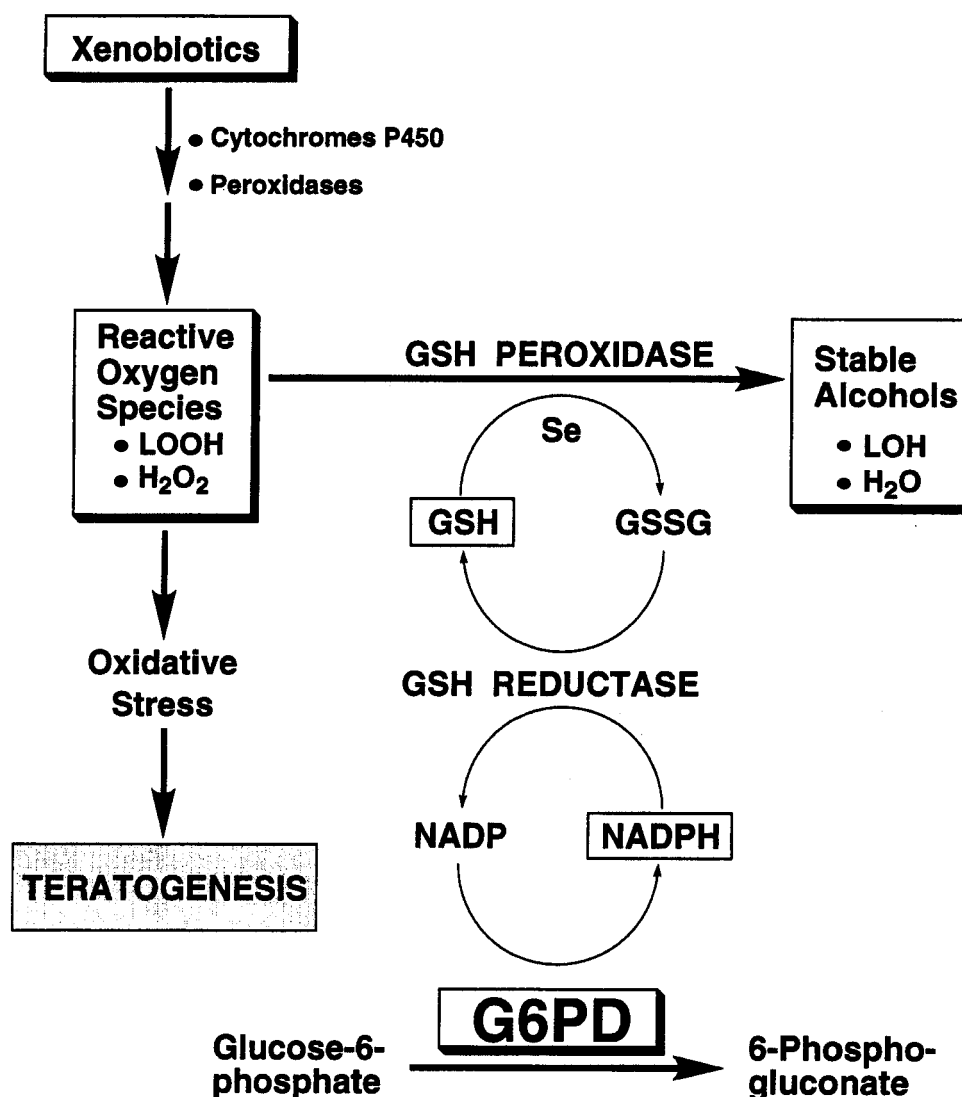 Xenobiotics
• Cytochromes P450
• Peroxidases
Reactive
Oxygen
Species
• LOOH
• H₂O₂
GSH PEROXIDASE
Stable
Alcohols
• LOH
• H₂O
Se
GSH
GSSG
Oxidative
Stress
GSH REDUCTASE
NADP
NADPH
TERATOGENESIS
G6PD
Glucose-6-
phosphate
6-Phospho-
gluconate